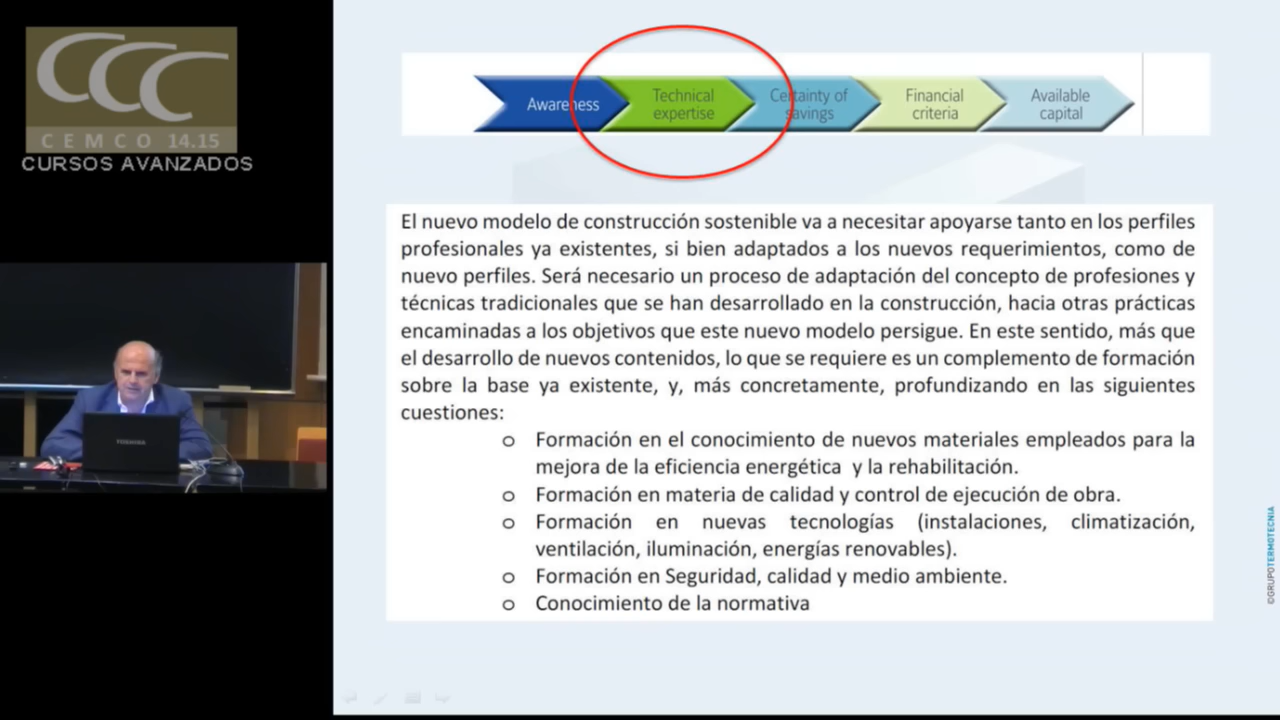 CCC
CEMCO 14.15
CURSOS AVANZADOS
Awareness
Technical
expertise
Certainty of
savings
Financial
criteria
Available
capital
El nuevo modelo de construcción sostenible va a necesitar apoyarse tanto en los perfiles
profesionales ya existentes, si bien adaptados a los nuevos requerimientos, como de
nuevo perfiles. Será necesario un proceso de adaptación del concepto de profesiones y
técnicas tradicionales que se han desarrollado en la construcción, hacia otras prácticas
encaminadas a los objetivos que este nuevo modelo persigue. En este sentido, más que
el desarrollo de nuevos contenidos, lo que se requiere es un complemento de formación
sobre la base ya existente, y, más concretamente, profundizando en las siguientes
cuestiones:
o Formación en el conocimiento de nuevos materiales empleados para la
mejora de la eficiencia energética y la rehabilitación.
o Formación en materia de calidad y control de ejecución de obra.
o Formación en nuevas tecnologías (instalaciones, climatización,
ventilación, iluminación, energías renovables).
o Formación en Seguridad, calidad y medio ambiente.
o Conocimiento de la normativa
©GRUPOTERMOTECNIA
TOSHIBA